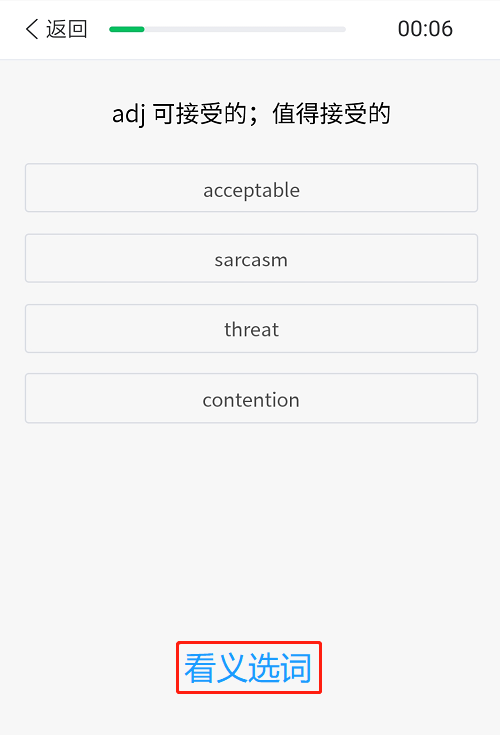 返回
00:06
adj 可接受的；值得接受的
acceptable
sarcasm
threat
contention
看义选词